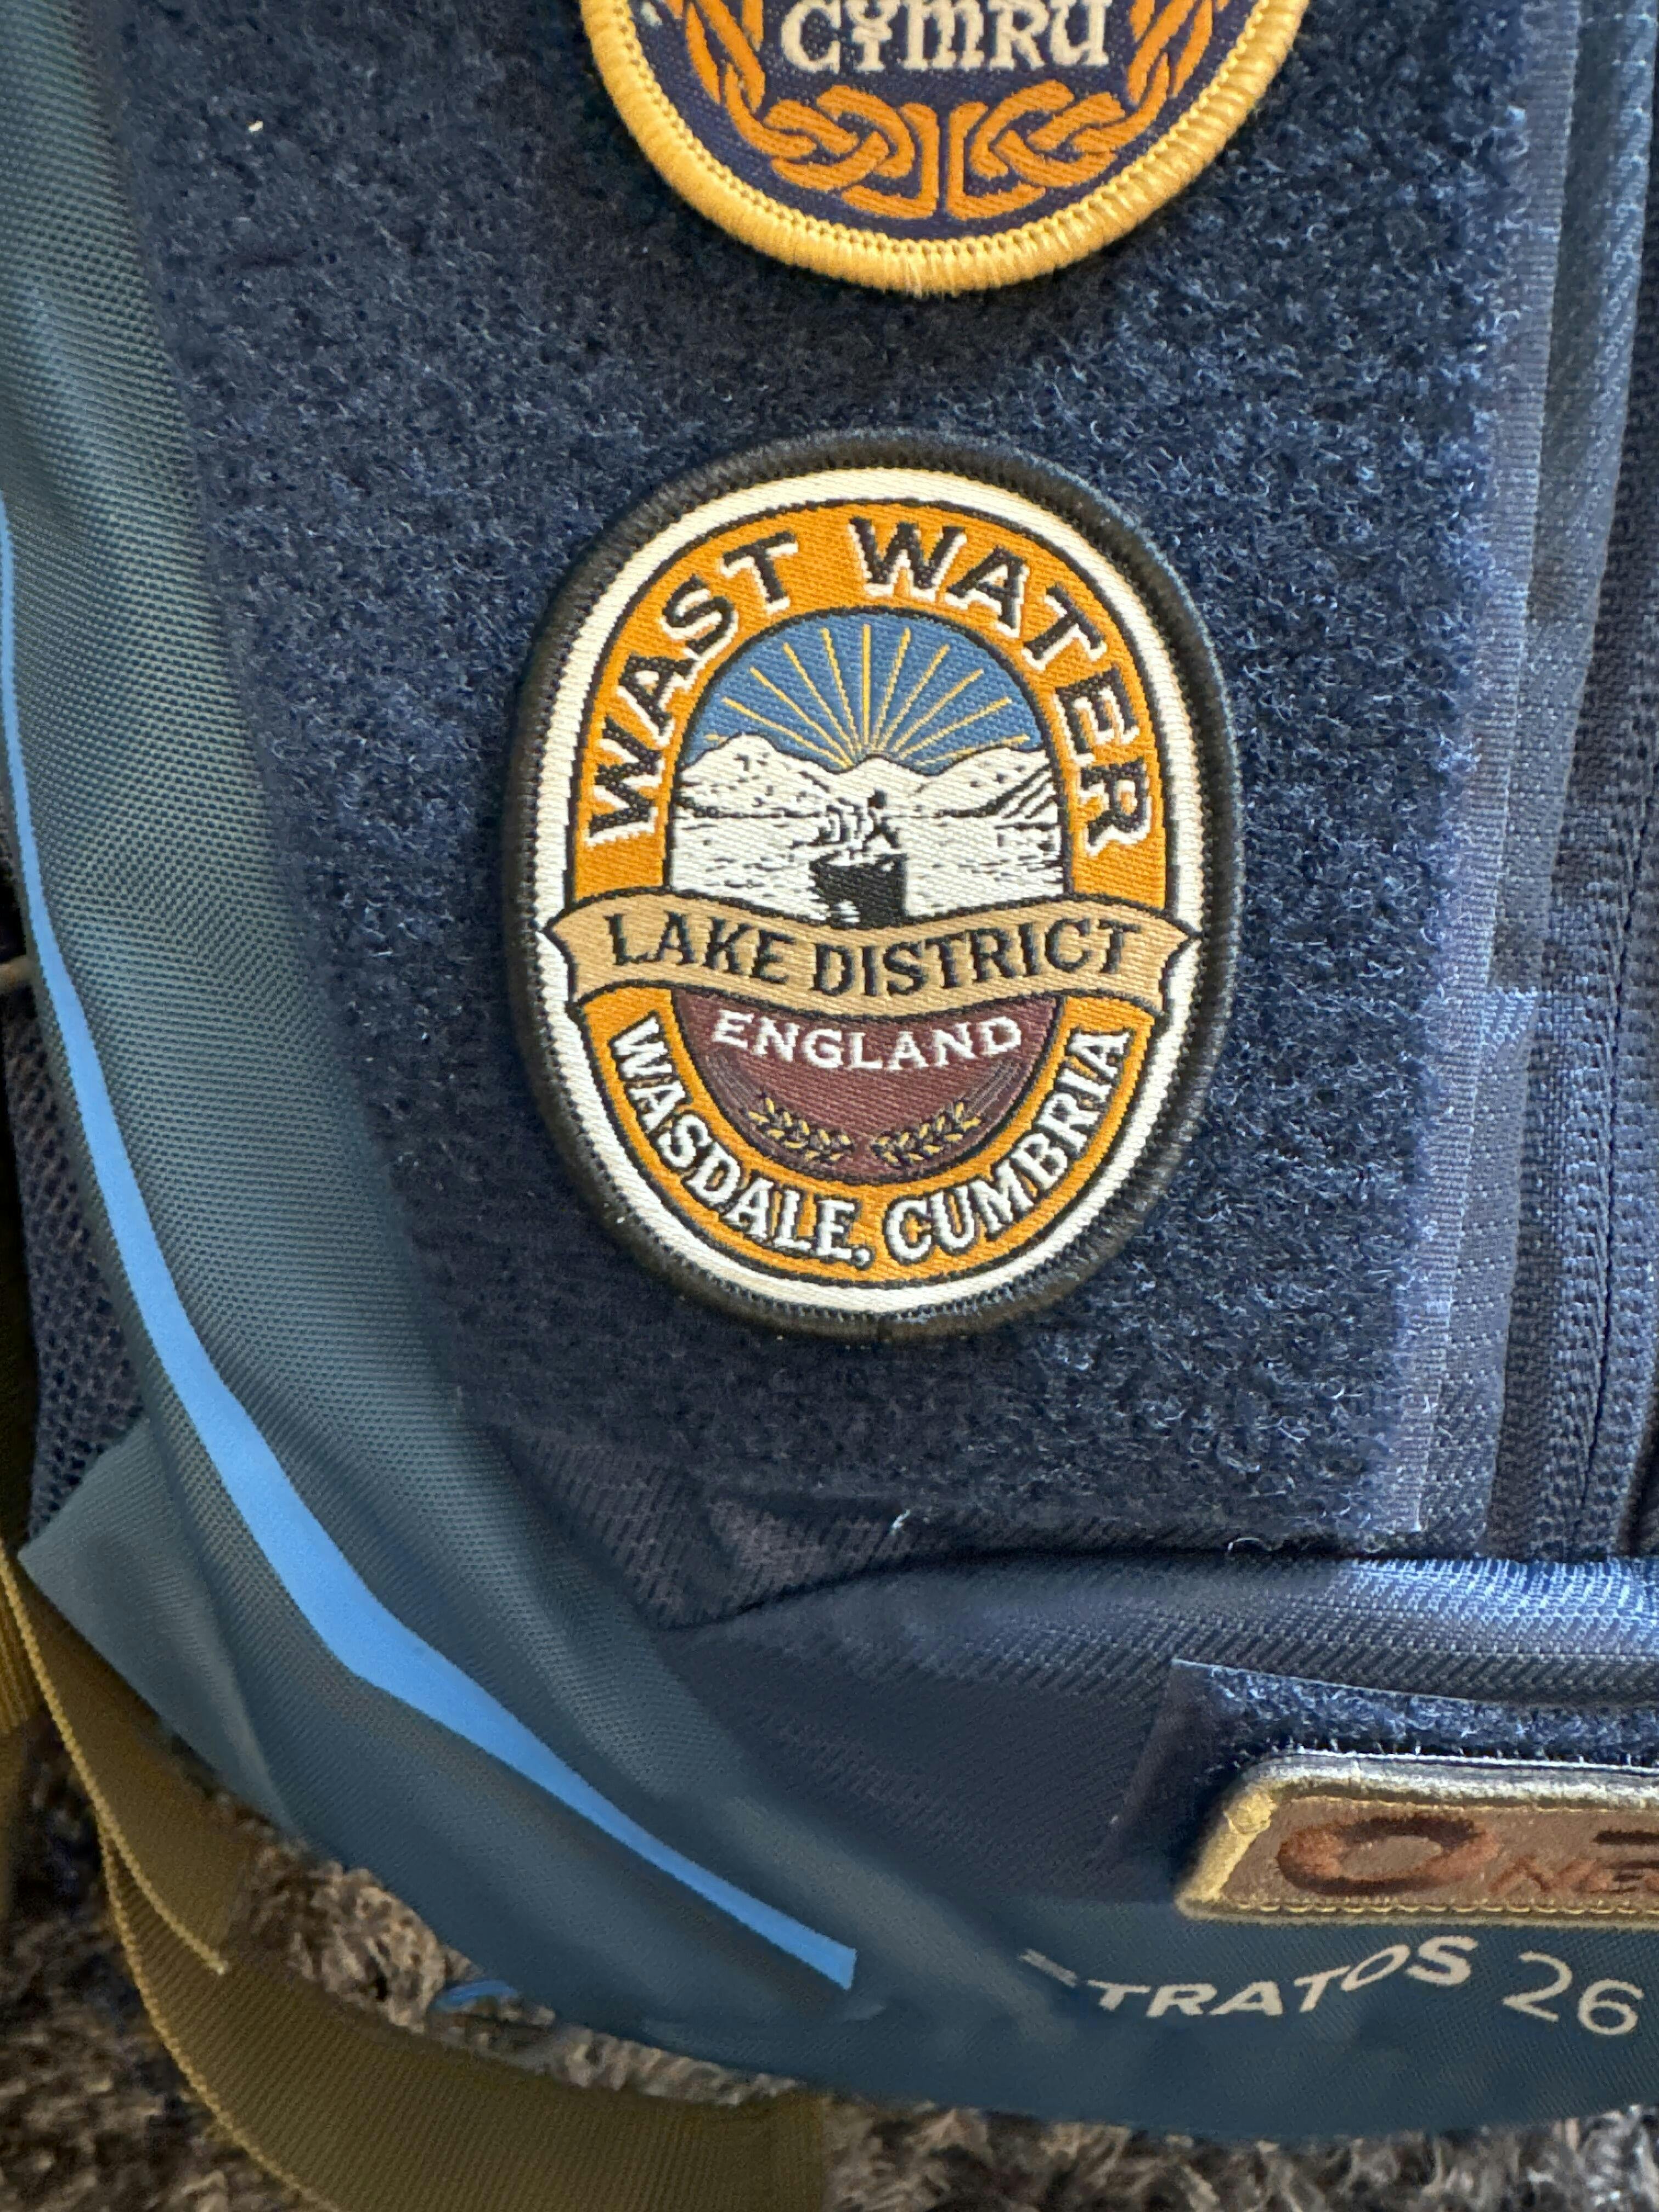 CYMRU
WAST WATER
LAKE DISTRICT
ENGLAND
WASDALE, CUMBRIA
STRATOS 26